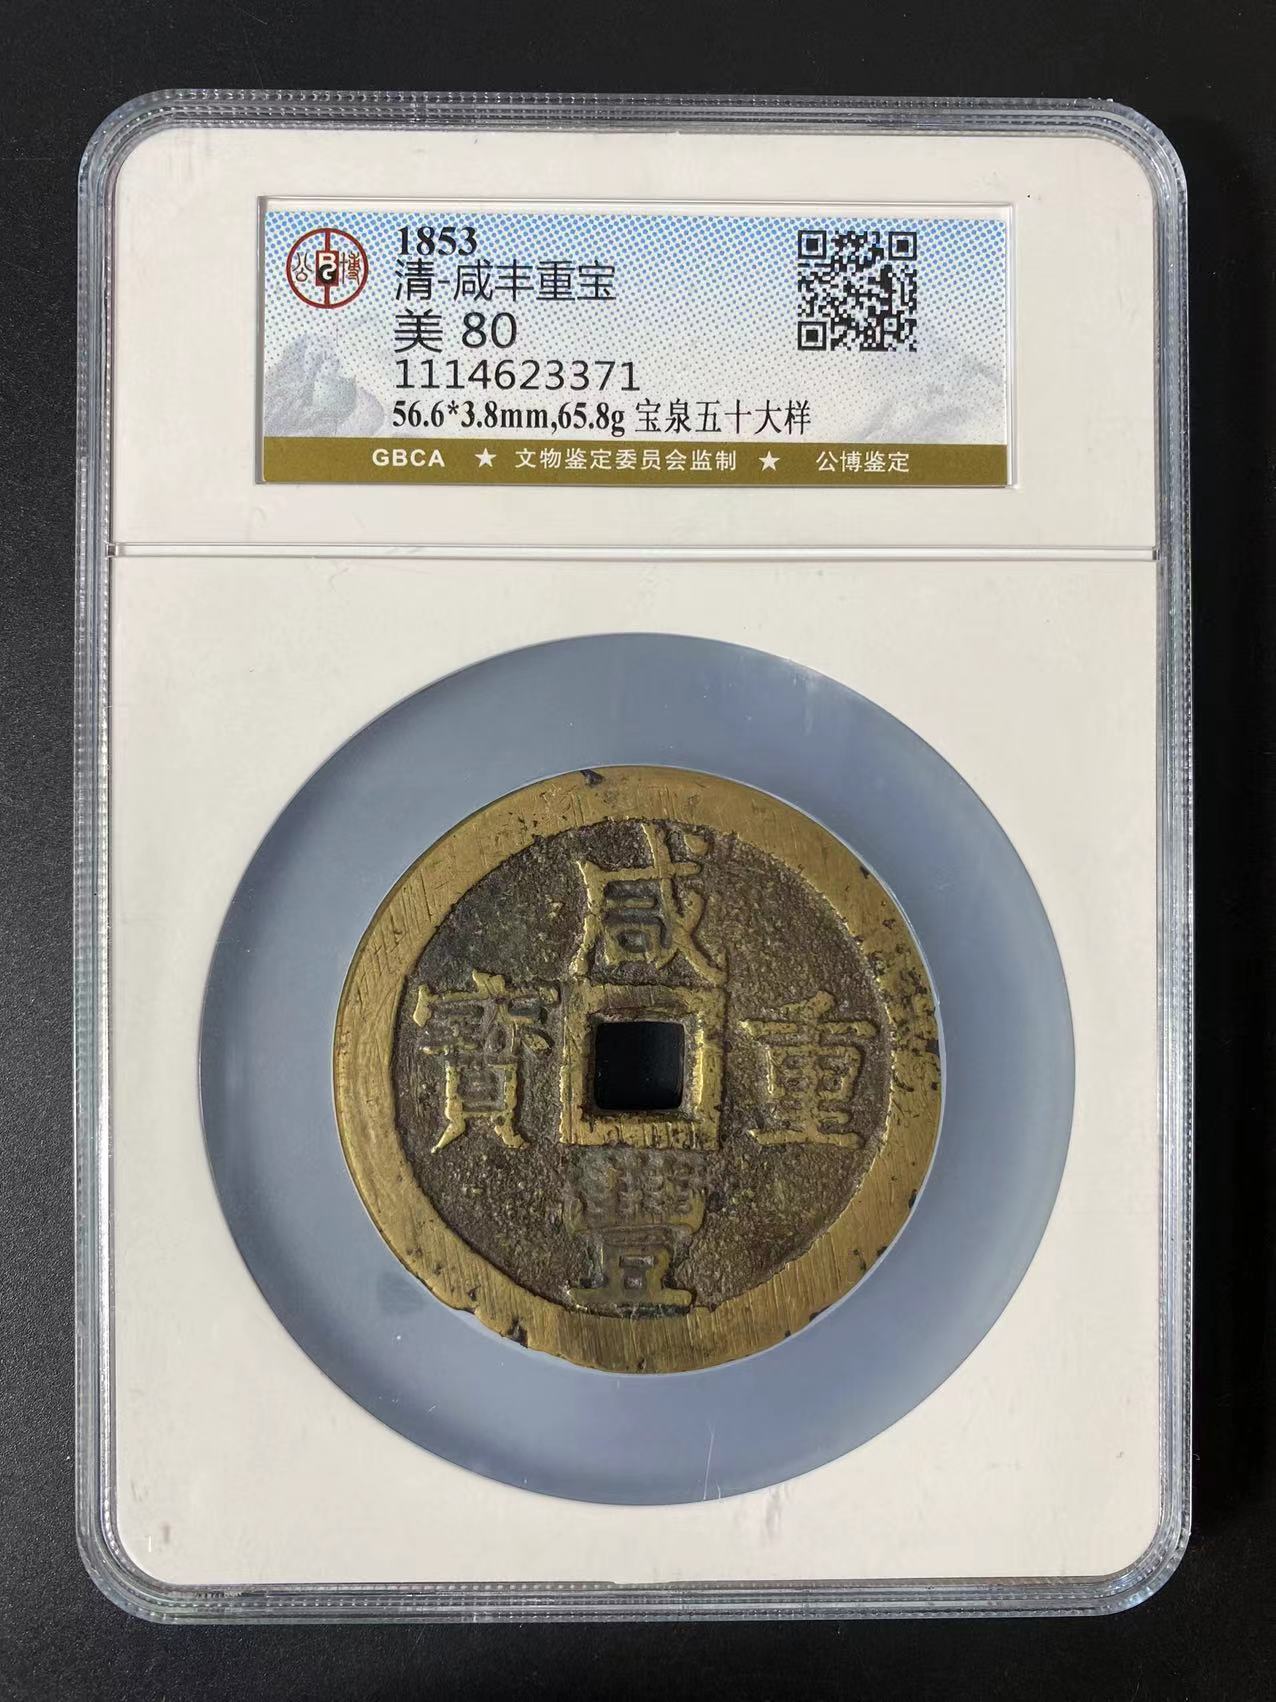 公博
1853
清-咸丰重宝
美 80
1114623371
56.6*3.8mm,65.8g 宝泉五十大样
GBCA ★ 文物鉴定委员会监制 ★ 公博鉴定
咸
寶 重
豐